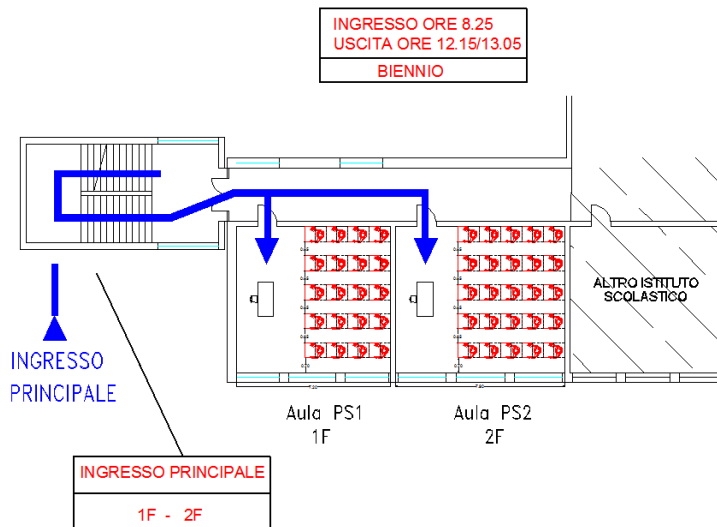 INGRESSO ORE 8.25
USCITA ORE 12.15/13.05
BIENNIO
ALTRO ISTITUTO
SCOLASTICO
INGRESSO
PRINCIPALE
Aula PS1
1F
Aula PS2
2F
INGRESSO PRINCIPALE
1F - 2F